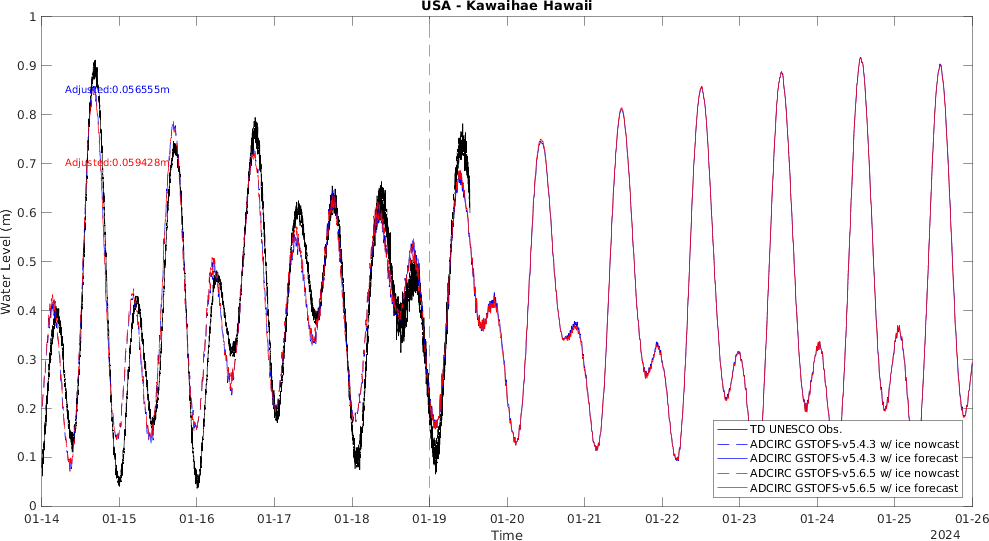 USA - Kawaihae Hawaii
1
0.9
0.8
0.7
0.6
0.5
0.4
0.3
0.2
0.1
0
Water Level (m)
Adjusted:0.056555m
Adjusted:0.059428m
TD UNESCO Obs.
ADCIRC GSTOFS-v5.4.3 w/ ice nowcast
ADCIRC GSTOFS-v5.4.3 w/ ice forecast
ADCIRC GSTOFS-v5.6.5 w/ ice nowcast
ADCIRC GSTOFS-v5.6.5 w/ ice forecast
01-14 01-15 01-16 01-17 01-18 01-19 01-20 01-21 01-22 01-23 01-24 01-25 01-26
Time
2024